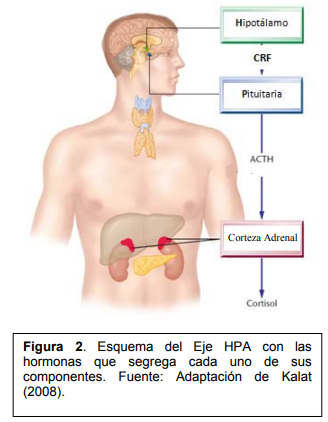 Hipotálamo
CRF
Pituitaria
ACTH
Corteza Adrenal
Cortisol
Figura 2. Esquema del Eje HPA con las
hormonas que segrega cada uno de sus
componentes. Fuente: Adaptación de Kalat
(2008).